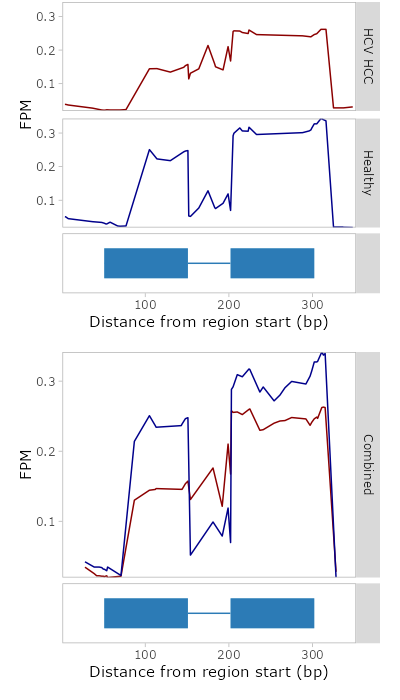 0.3
0.2
0.1
HCV HCC
FPM
0.3
0.2
0.1
Healthy
100 200 300
Distance from region start (bp)
0.3
0.2
0.1
FPM
Combined
100 200 300
Distance from region start (bp)